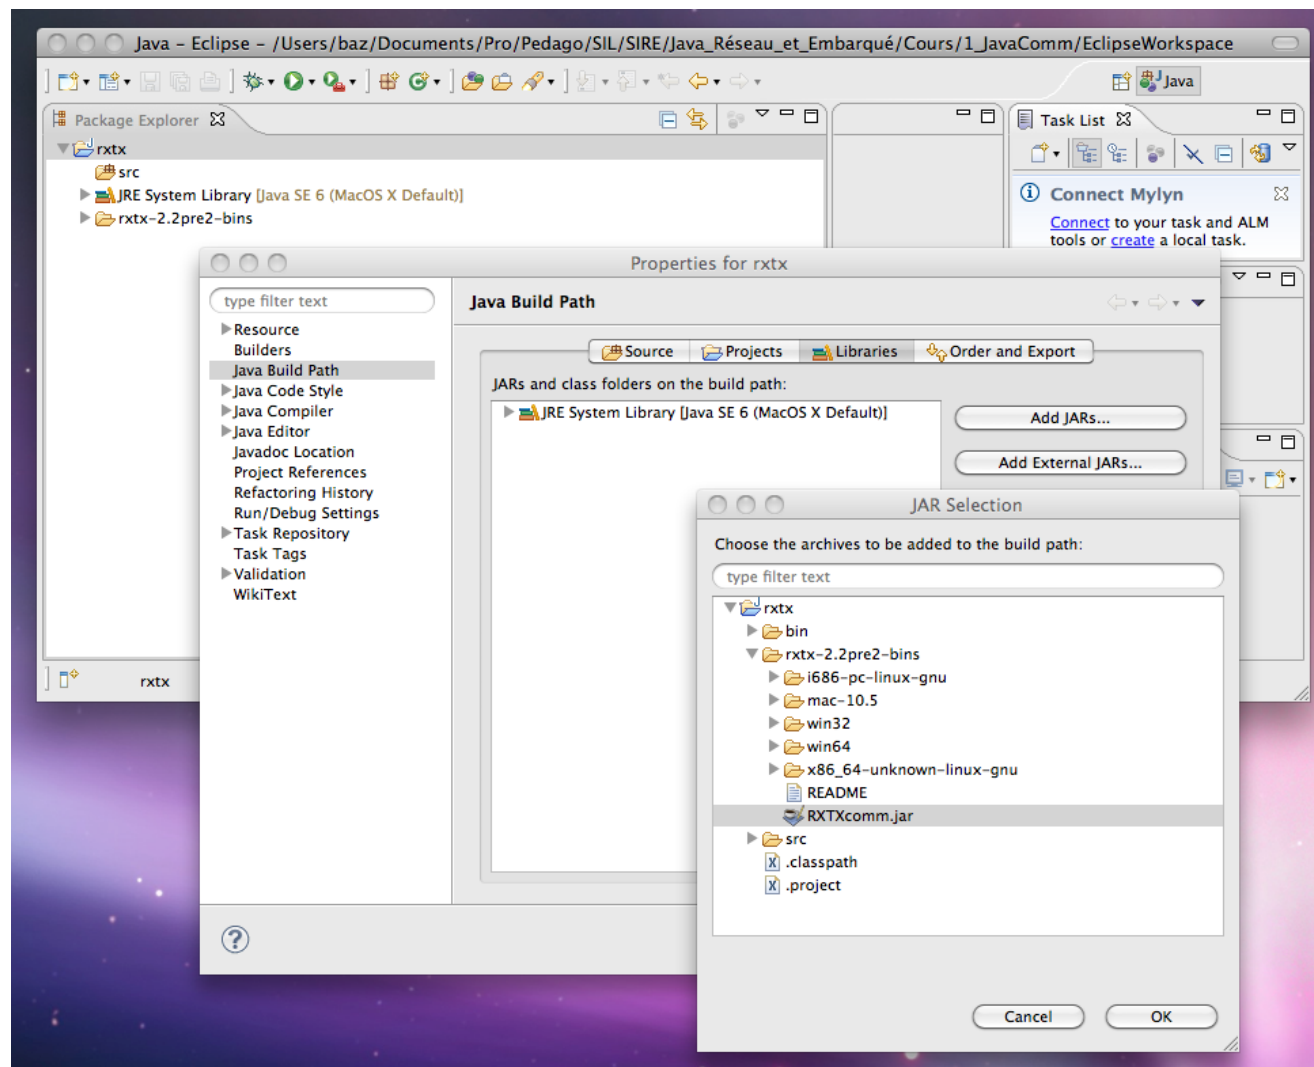 Java – Eclipse – /Users/baz/Documents/Pro/Pedago/SIL/SIRE/Java_Réseau_et_Embarqué/Cours/1_JavaComm/EclipseWorkspace
Java
Package Explorer
Task List
rxtx
src
JRE System Library [Java SE 6 (MacOS X Default)]
rxtx-2.2pre2-bins
Connect Mylyn
Connect to your task and ALM
tools or create a local task.
rxtx
Properties for rxtx
type filter text
Resource
Builders
Java Build Path
Java Code Style
Java Compiler
Java Editor
Javadoc Location
Project References
Refactoring History
Run/Debug Settings
Task Repository
Task Tags
Validation
WikiText
Java Build Path
Source
Projects
Libraries
Order and Export
JARs and class folders on the build path:
JRE System Library [Java SE 6 (MacOS X Default)]
Add JARs...
Add External JARs...
JAR Selection
Choose the archives to be added to the build path:
type filter text
rxtx
bin
rxtx-2.2pre2-bins
i686-pc-linux-gnu
mac-10.5
win32
win64
x86_64-unknown-linux-gnu
README
RXTXcomm.jar
src
.classpath
.project
Cancel
OK